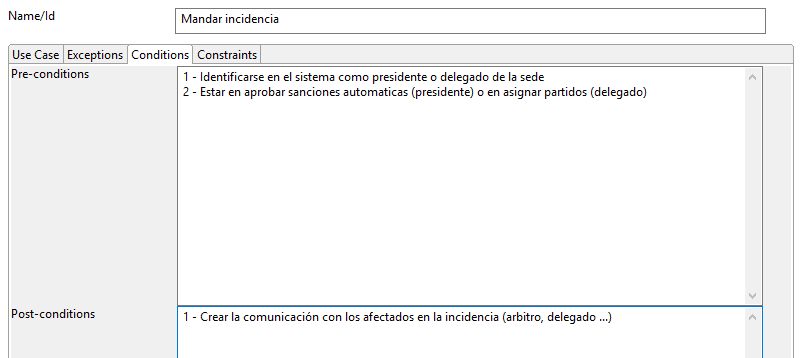 Name/Id
Mandar incidencia
Use Case
Exceptions
Conditions
Constraints
Pre-conditions
1 - Identificarse en el sistema como presidente o delegado de la sede
2 - Estar en aprobar sanciones automaticas (presidente) o en asignar partidos (delegado)
Post-conditions
1 - Crear la comunicación con los afectados en la incidencia (arbitro, delegado ...)